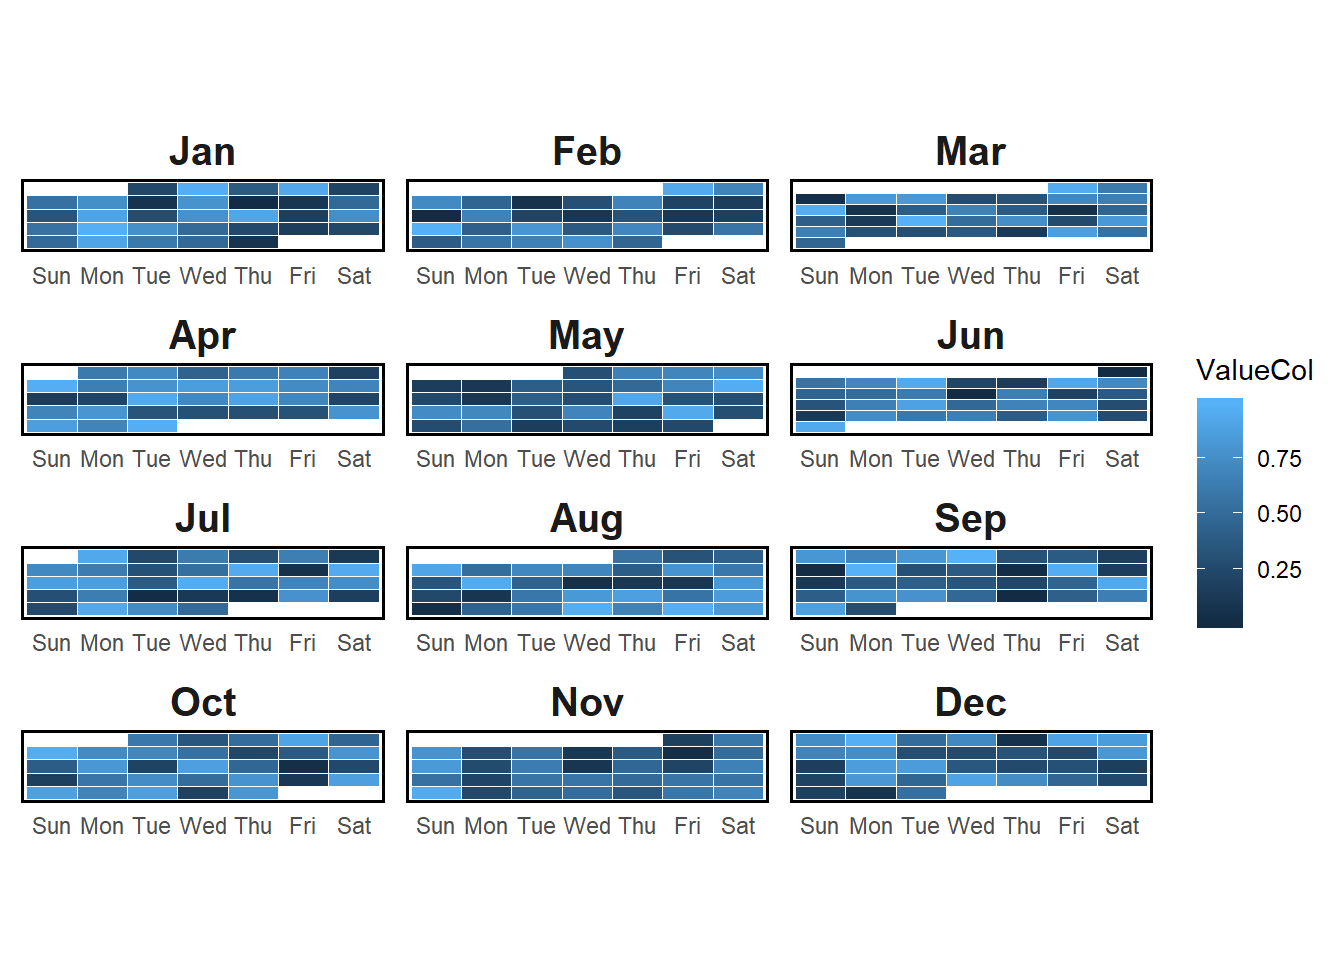 Jan Feb Mar
Sun Mon Tue Wed Thu Fri Sat Sun Mon Tue Wed Thu Fri Sat Sun Mon Tue Wed Thu Fri Sat
Apr May Jun
Sun Mon Tue Wed Thu Fri Sat Sun Mon Tue Wed Thu Fri Sat Sun Mon Tue Wed Thu Fri Sat
Jul Aug Sep
Sun Mon Tue Wed Thu Fri Sat Sun Mon Tue Wed Thu Fri Sat Sun Mon Tue Wed Thu Fri Sat
Oct Nov Dec
Sun Mon Tue Wed Thu Fri Sat Sun Mon Tue Wed Thu Fri Sat Sun Mon Tue Wed Thu Fri Sat
ValueCol
0.75
0.50
0.25